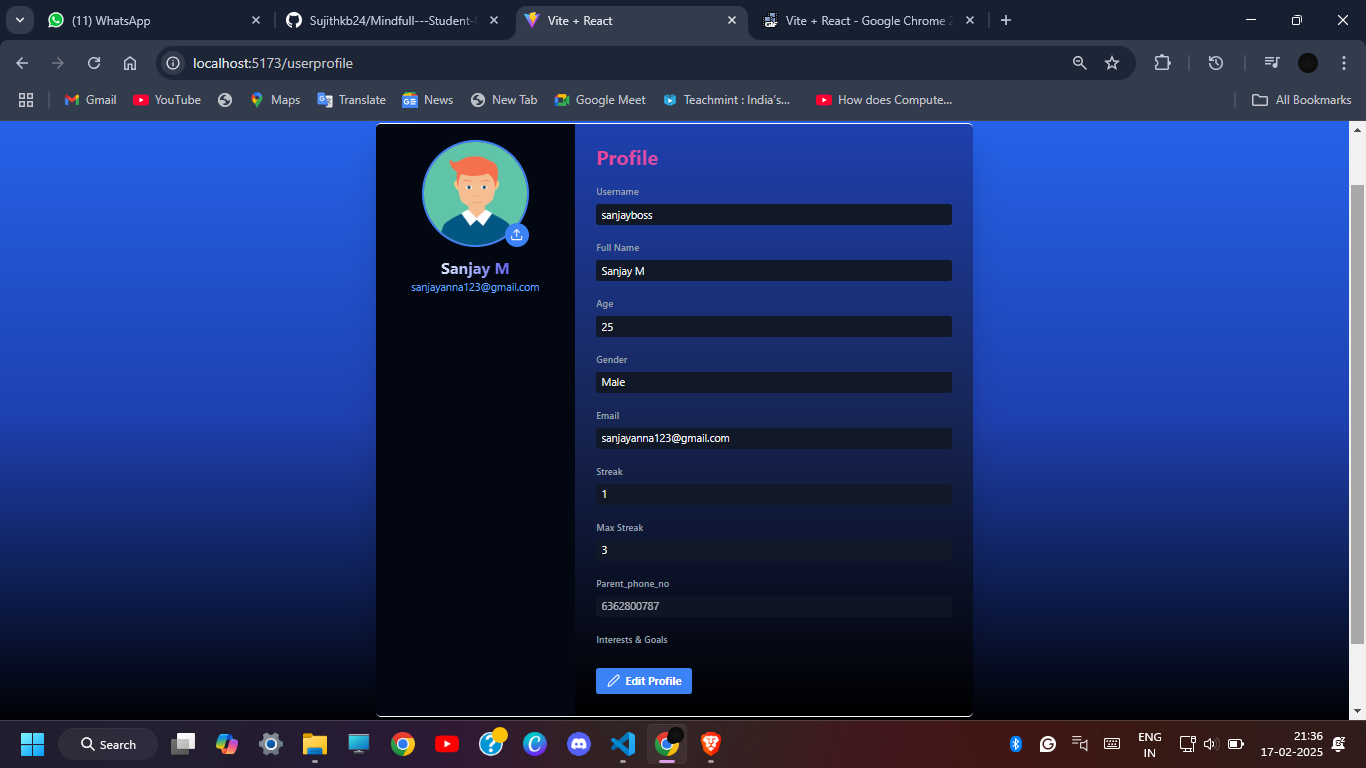 (11) WhatsApp
Sujithkb24/Mindfull---Student-
Vite + React
Vite + React - Google Chrome 2
localhost:5173/userprofile
Gmail
YouTube
Maps
Translate
News
New Tab
Google Meet
Teachmint : India's...
How does Compute...
All Bookmarks
Sanjay M
sanjayanna123@gmail.com
Profile
Username
sanjayboss
Full Name
Sanjay M
Age
25
Gender
Male
Email
sanjayanna123@gmail.com
Streak
1
Max Streak
3
Parent_phone_no
6362800787
Interests & Goals
Edit Profile
Search
ENG
IN
21:36
17-02-2025